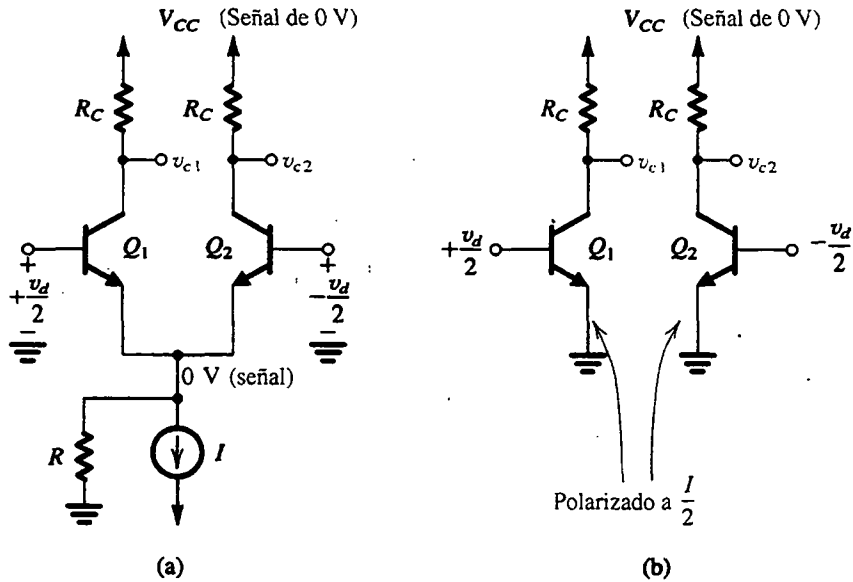 V_CC (Señal de 0 V)
R_C
R_C
v_c1
v_c2
Q_1
Q_2
+
+v_d/2
−
+
−v_d/2
−
0 V (señal)
R
I
(a)
V_CC (Señal de 0 V)
R_C
R_C
v_c1
v_c2
+v_d/2
Q_1
Q_2
−v_d/2
Polarizado a I/2
(b)